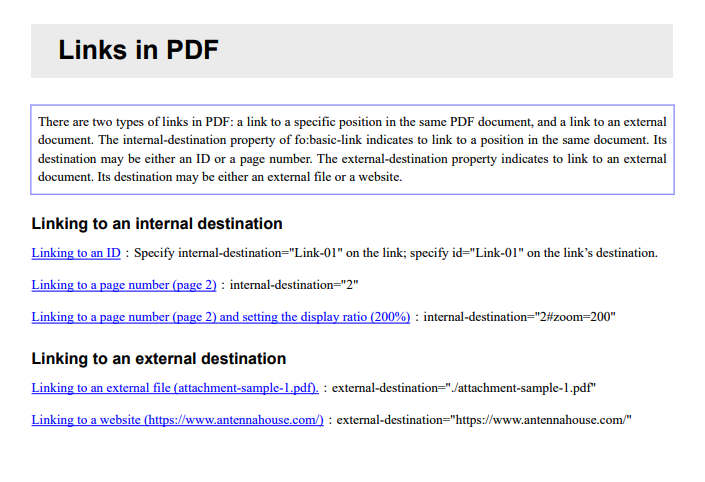 Links in PDF
There are two types of links in PDF: a link to a specific position in the same PDF document, and a link to an external
document. The internal-destination property of fo:basic-link indicates to link to a position in the same document. Its
destination may be either an ID or a page number. The external-destination property indicates to link to an external
document. Its destination may be either an external file or a website.
Linking to an internal destination
Linking to an ID : Specify internal-destination="Link-01" on the link; specify id="Link-01" on the link’s destination.
Linking to a page number (page 2) : internal-destination="2"
Linking to a page number (page 2) and setting the display ratio (200%) : internal-destination="2#zoom=200"
Linking to an external destination
Linking to an external file (attachment-sample-1.pdf). : external-destination="./attachment-sample-1.pdf"
Linking to a website (https://www.antennahouse.com/) : external-destination="https://www.antennahouse.com/"